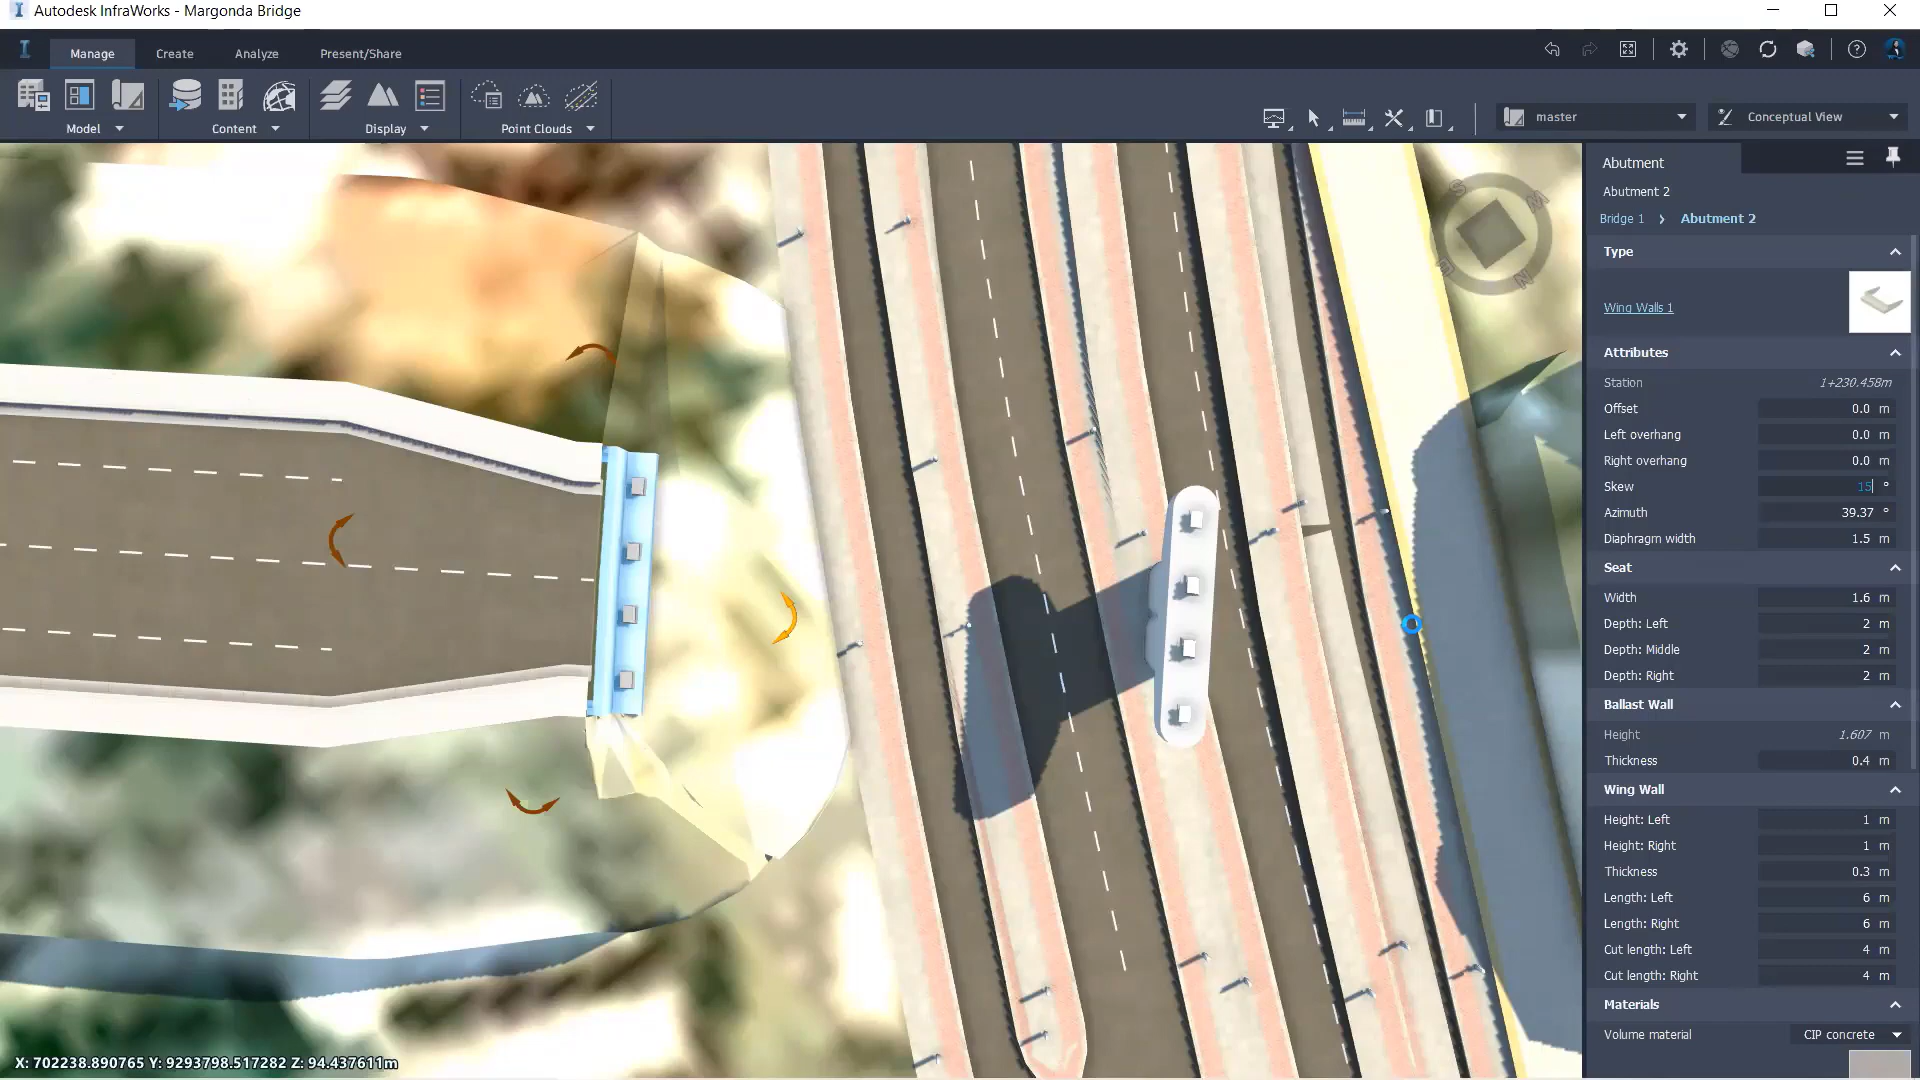 Autodesk InfraWorks - Margonda Bridge
Manage
Create
Analyze
Present/Share
Model
Content
Display
Point Clouds
master
Conceptual View
Abutment
Abutment 2
Bridge 1 > Abutment 2
Type
Wing Walls 1
Attributes
Station 1+230.458m
Offset 0.0 m
Left overhang 0.0 m
Right overhang 0.0 m
Skew 15 °
Azimuth 39.37 °
Diaphragm width 1.5 m
Seat
Width 1.6 m
Depth: Left 2 m
Depth: Middle 2 m
Depth: Right 2 m
Ballast Wall
Height 1.607 m
Thickness 0.4 m
Wing Wall
Height: Left 1 m
Height: Right 1 m
Thickness 0.3 m
Length: Left 6 m
Length: Right 6 m
Cut length: Left 4 m
Cut length: Right 4 m
Materials
Volume material CIP concrete
S
W
N
X: 702238.890765 Y: 9293798.517282 Z: 94.437611m